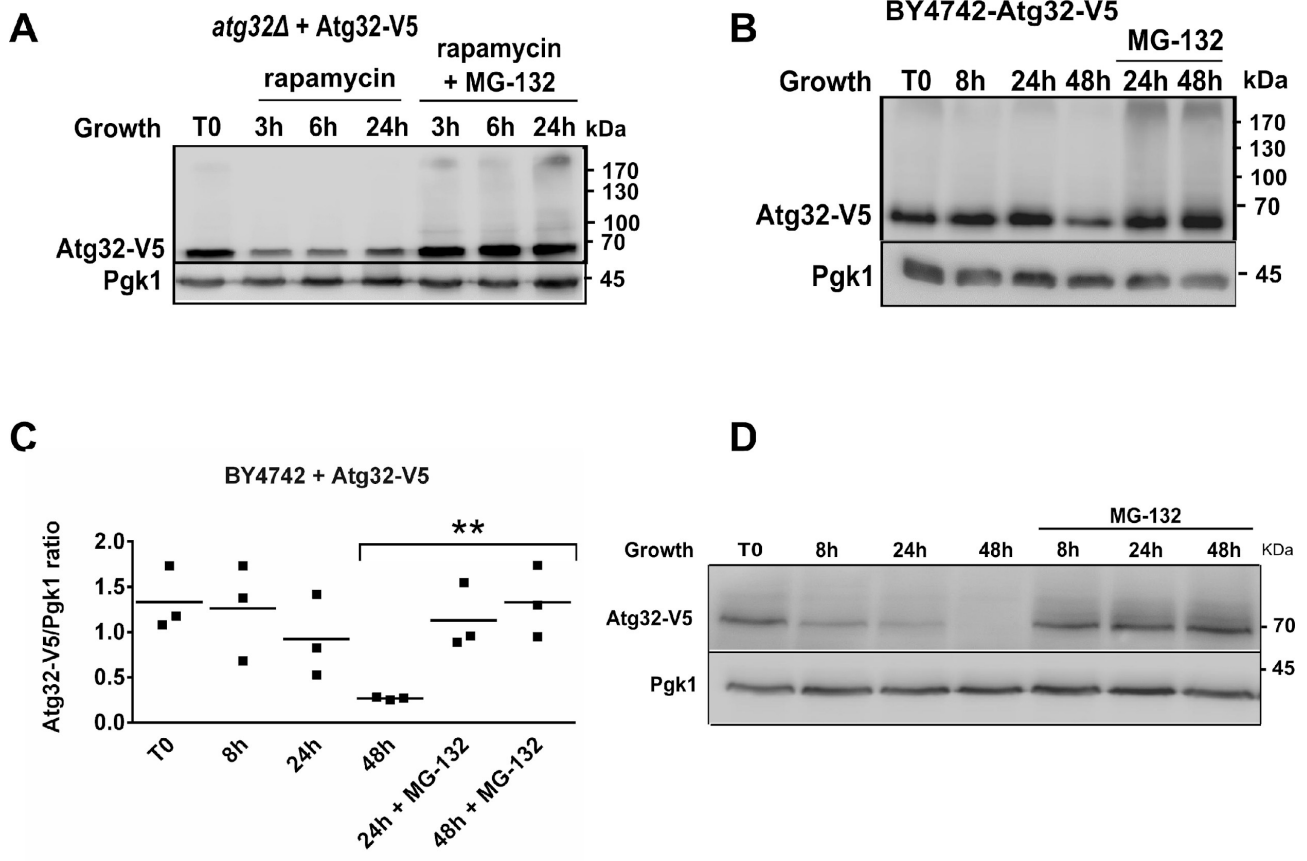 A
atg32Δ + Atg32-V5
rapamycin
rapamycin
+ MG-132
Growth T0 3h 6h 24h 3h 6h 24h kDa
170
130
100
70
Atg32-V5
Pgk1
45
B
BY4742-Atg32-V5
MG-132
Growth T0 8h 24h 48h 24h 48h kDa
170
130
100
70
Atg32-V5
Pgk1
45
C
BY4742 + Atg32-V5
**
Atg32-V5/Pgk1 ratio
2.0
1.5
1.0
0.5
0.0
T0
8h
24h
48h
24h + MG-132
48h + MG-132
D
MG-132
Growth T0 8h 24h 48h 8h 24h 48h KDa
Atg32-V5
70
45
Pgk1